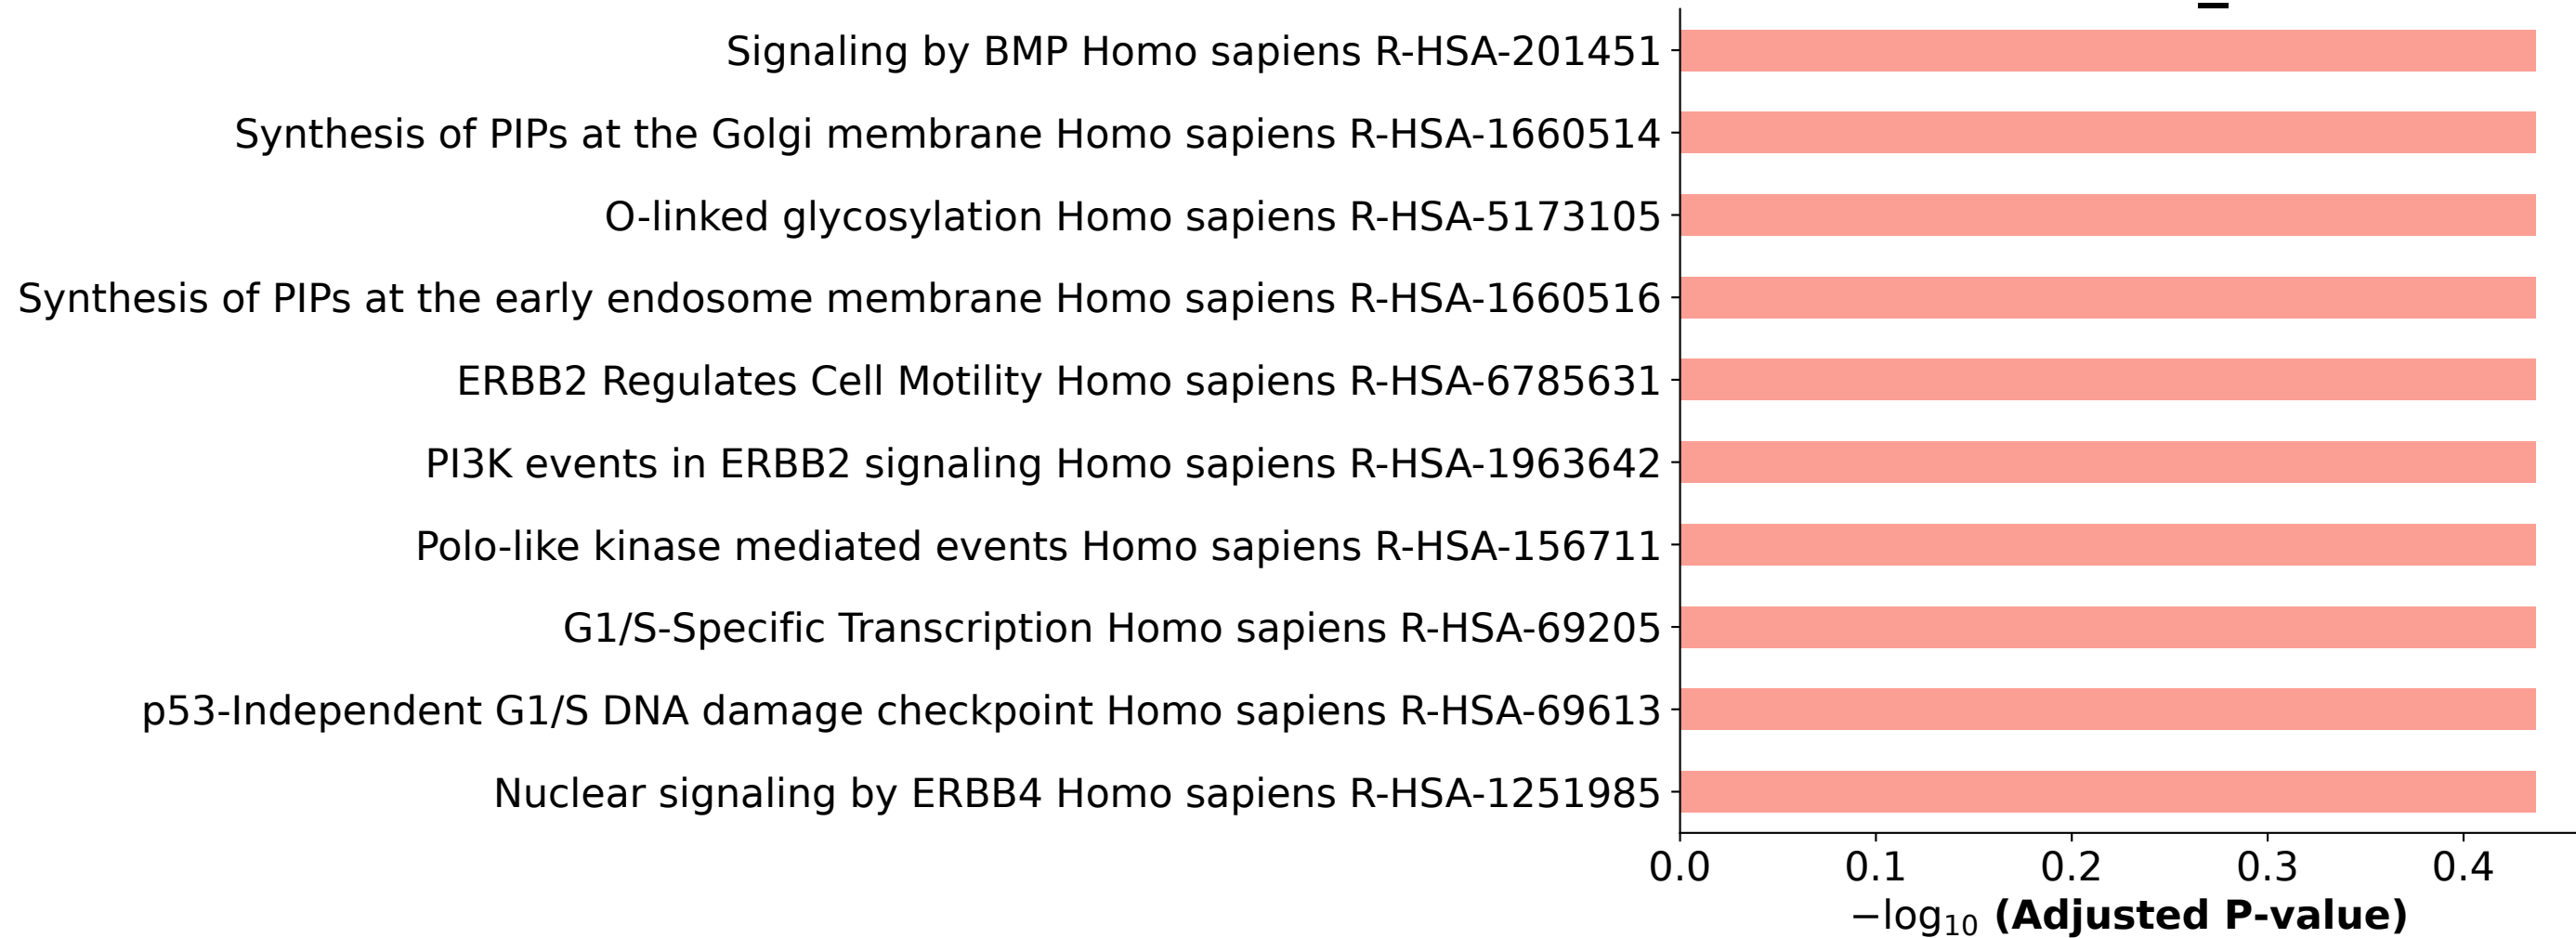 Signaling by BMP Homo sapiens R-HSA-201451
Synthesis of PIPs at the Golgi membrane Homo sapiens R-HSA-1660514
O-linked glycosylation Homo sapiens R-HSA-5173105
Synthesis of PIPs at the early endosome membrane Homo sapiens R-HSA-1660516
ERBB2 Regulates Cell Motility Homo sapiens R-HSA-6785631
PI3K events in ERBB2 signaling Homo sapiens R-HSA-1963642
Polo-like kinase mediated events Homo sapiens R-HSA-156711
G1/S-Specific Transcription Homo sapiens R-HSA-69205
p53-Independent G1/S DNA damage checkpoint Homo sapiens R-HSA-69613
Nuclear signaling by ERBB4 Homo sapiens R-HSA-1251985
0.0 0.1 0.2 0.3 0.4
−log₁₀ (Adjusted P-value)